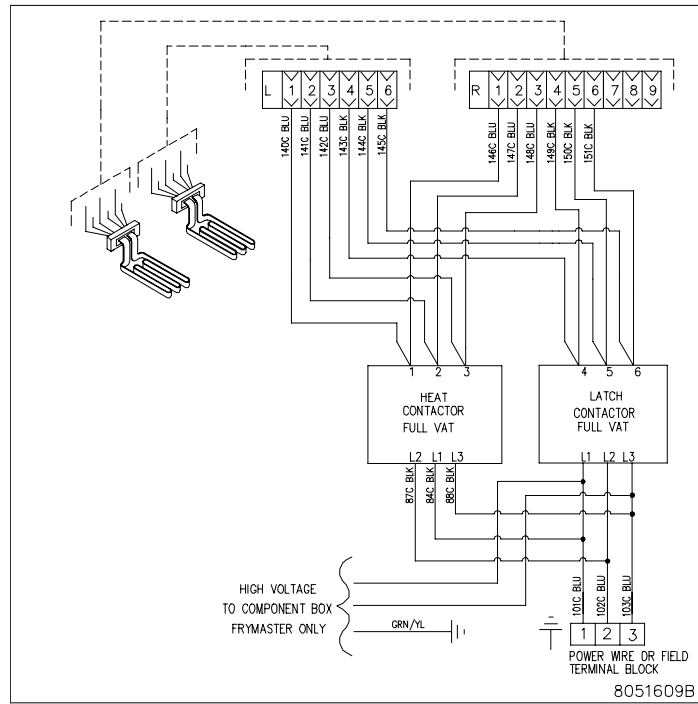 L 1 2 3 4 5 6
R 1 2 3 4 5 6 7 8 9
140C BLU
141C BLU
142C BLU
143C BLK
144C BLK
145C BLK
146C BLU
147C BLU
148C BLU
149C BLK
150C BLK
151C BLK
1 2 3
HEAT
CONTACTOR
FULL VAT
L2 L1 L3
4 5 6
LATCH
CONTACTOR
FULL VAT
L1 L2 L3
87C BLK
84C BLK
88C BLK
HIGH VOLTAGE
TO COMPONENT BOX
FRYMASTER ONLY
GRN/YL
101C BLU
102C BLU
103C BLU
1 2 3
POWER WIRE OR FIELD
TERMINAL BLOCK
8051609B